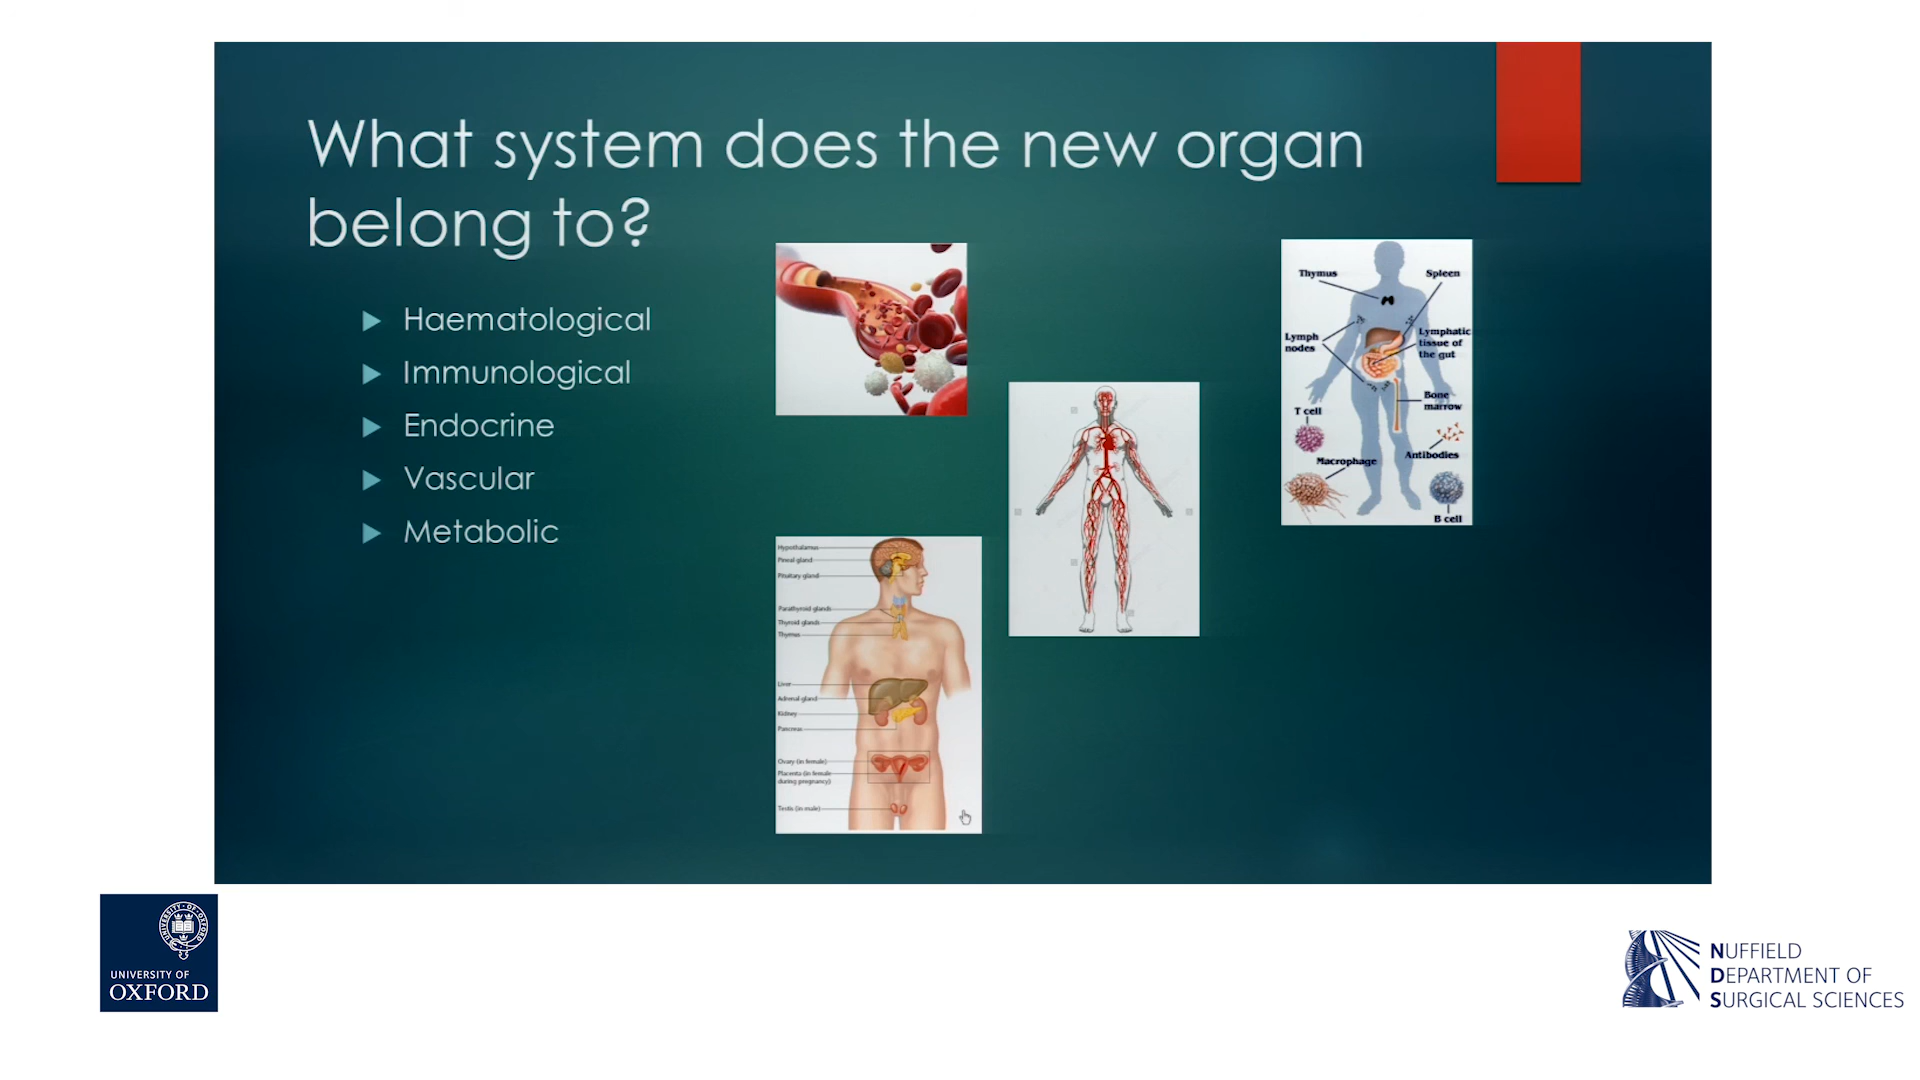 What system does the new organ
belong to?
Haematological
Immunological
Endocrine
Vascular
Metabolic
Thymus
Spleen
Lymph
nodes
Lymphatic
tissue of
the gut
Bone
marrow
T cell
Antibodies
Macrophage
B cell
Hypothalamus
Pineal gland
Pituitary gland
Parathyroid glands
Thyroid glands
Thymus
Liver
Adrenal gland
Kidney
Pancreas
Ovary (in female)
Placenta (in female
during pregnancy)
Testis (in male)
UNIVERSITY OF
OXFORD
UNIVERSITY · OF · OXFORD
NUFFIELD
DEPARTMENT OF
SURGICAL SCIENCES